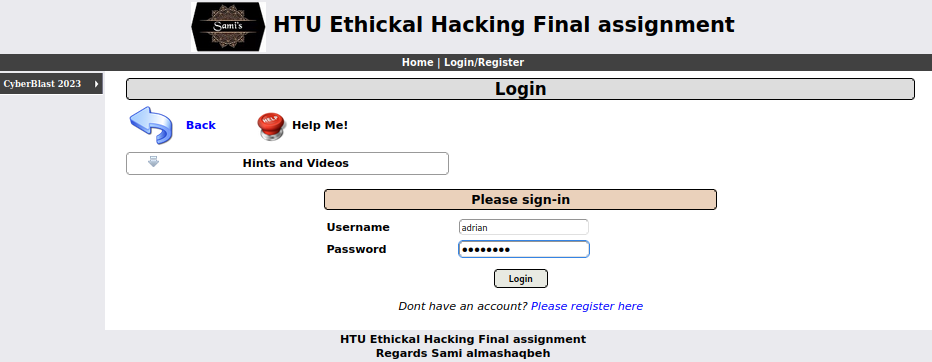 Sami's
HTU Ethickal Hacking Final assignment
Home | Login/Register
CyberBlast 2023
Login
Back
HELP
Help Me!
Hints and Videos
Please sign-in
Username
adrian
Password
●●●●●●●●
Login
Dont have an account? Please register here
HTU Ethickal Hacking Final assignment
Regards Sami almashaqbeh